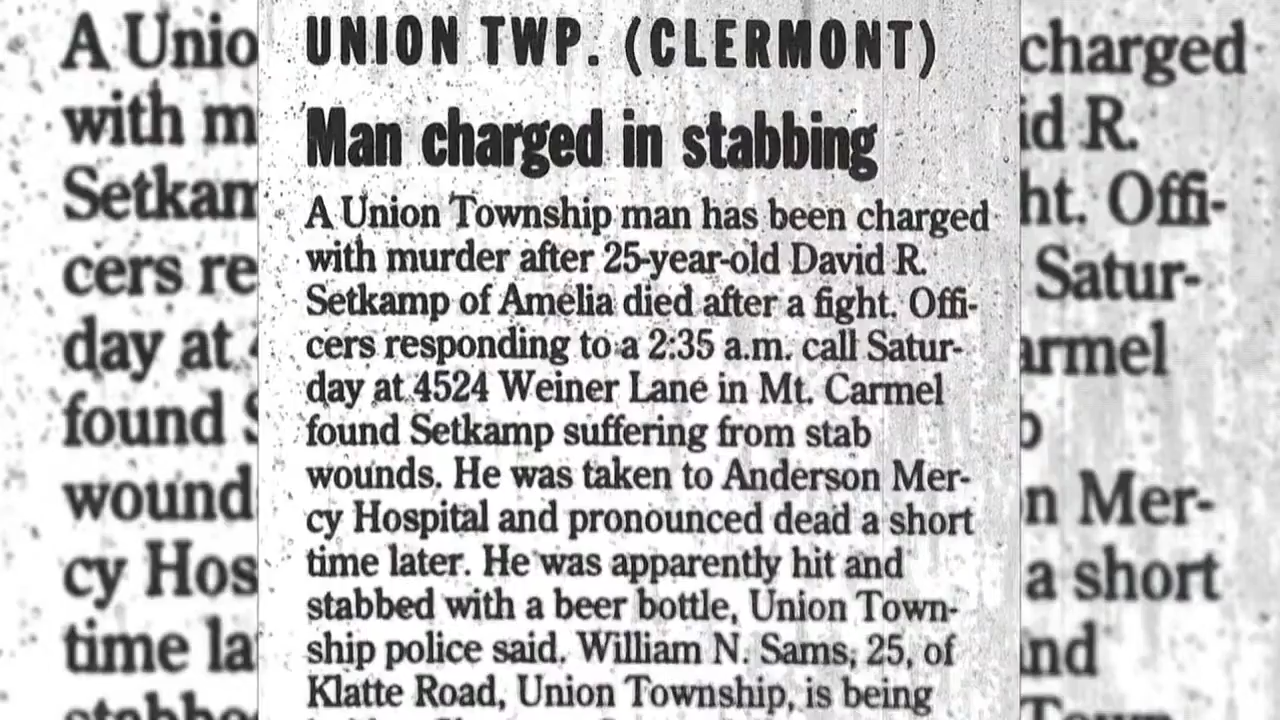 UNION TWP. (CLERMONT)
Man charged in stabbing
A Union Township man has been charged
with murder after 25-year-old David R.
Setkamp of Amelia died after a fight. Offi-
cers responding to a 2:35 a.m. call Satur-
day at 4524 Weiner Lane in Mt. Carmel
found Setkamp suffering from stab
wounds. He was taken to Anderson Mer-
cy Hospital and pronounced dead a short
time later. He was apparently hit and
stabbed with a beer bottle, Union Town-
ship police said. William N. Sams, 25, of
Klatte Road, Union Township, is being